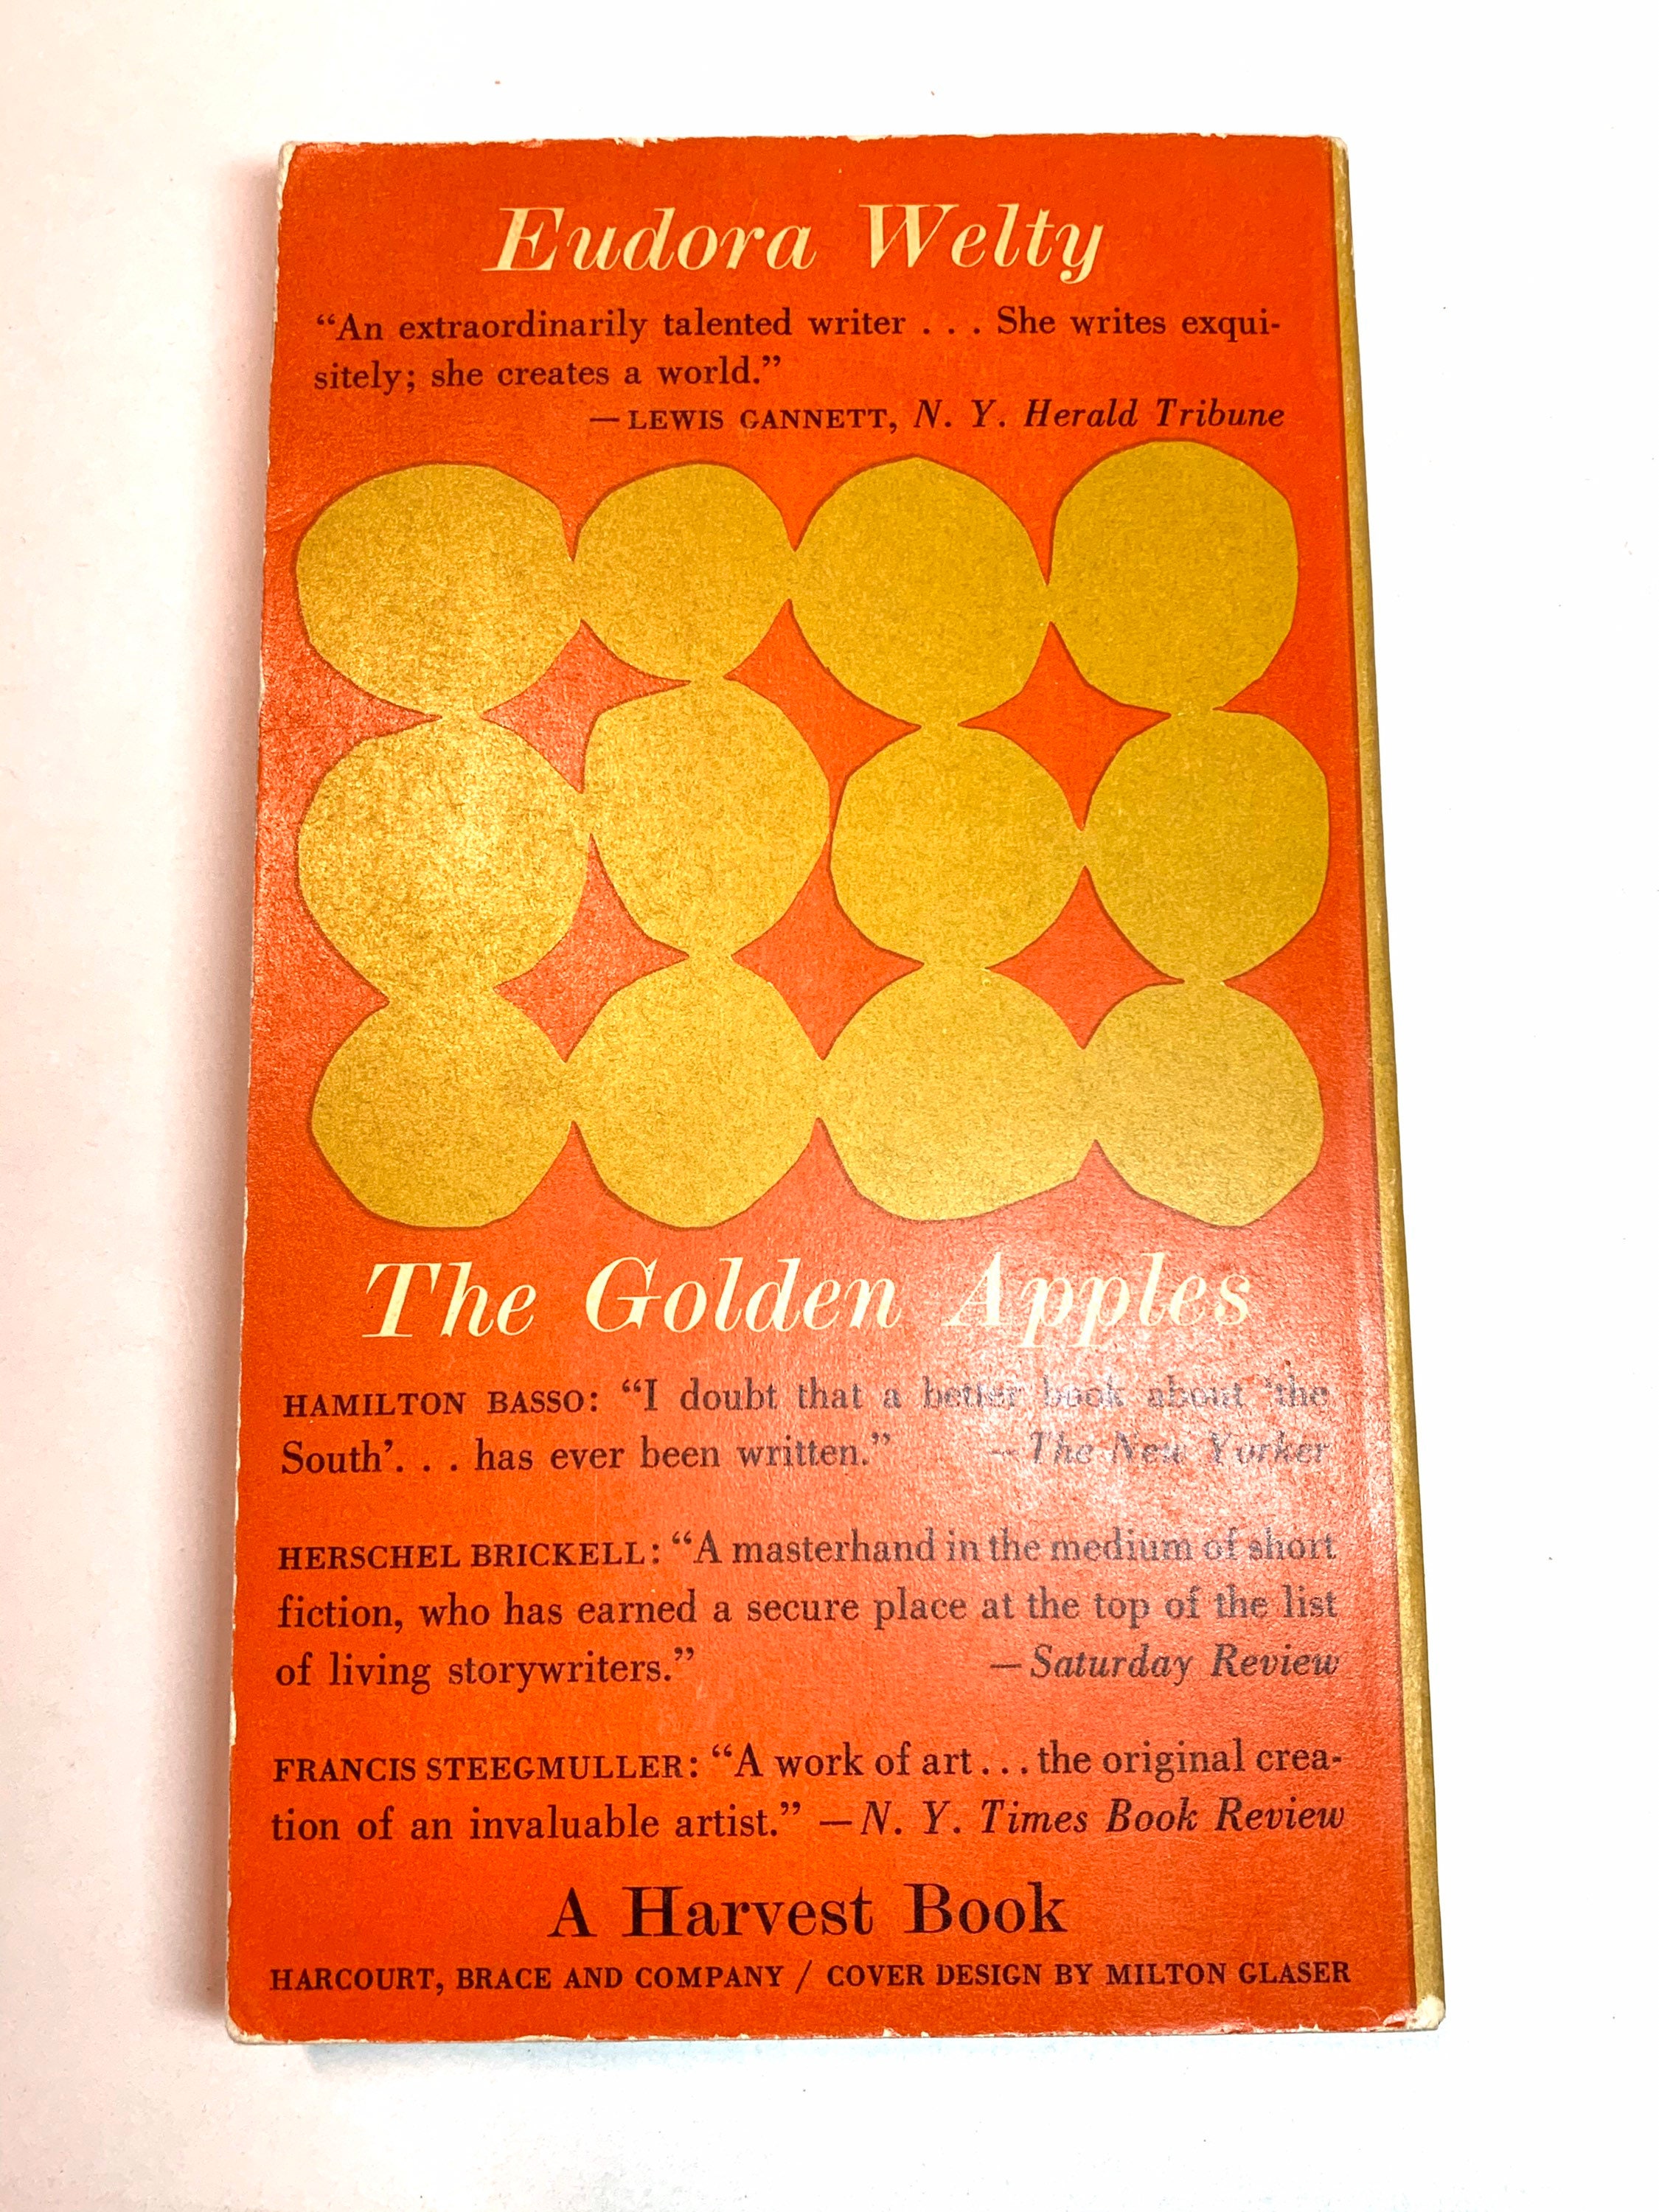 Eudora Welty
“An extraordinarily talented writer . . . She writes exqui-
sitely; she creates a world.”
—LEWIS GANNETT, N. Y. Herald Tribune
The Golden Apples
HAMILTON BASSO: “I doubt that a better book about ‘the
South’. . . has ever been written.” —The New Yorker
HERSCHEL BRICKELL: “A masterhand in the medium of short
fiction, who has earned a secure place at the top of the list
of living storywriters.” —Saturday Review
FRANCIS STEEGMULLER: “A work of art . . . the original crea-
tion of an invaluable artist.” —N. Y. Times Book Review
A Harvest Book
HARCOURT, BRACE AND COMPANY / COVER DESIGN BY MILTON GLASER